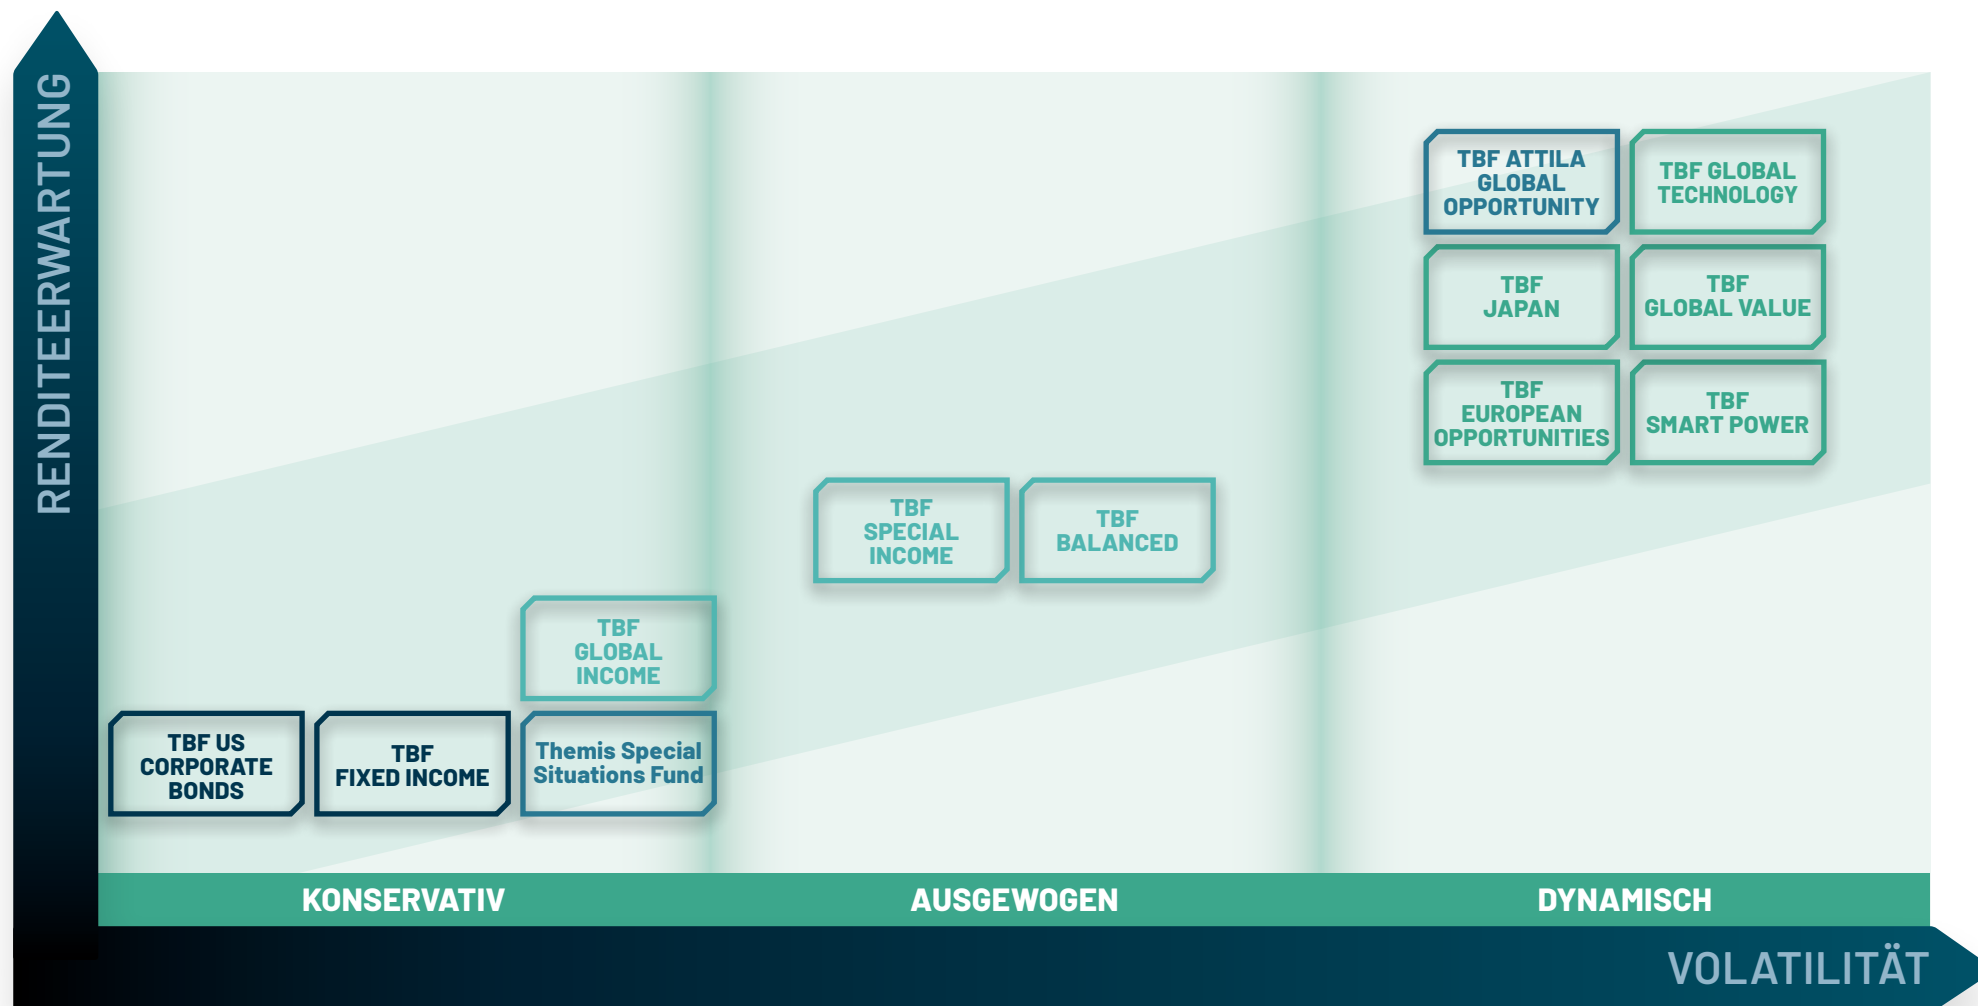 RENDITEERWARTUNG
TBF ATTILA
GLOBAL
OPPORTUNITY
TBF GLOBAL
TECHNOLOGY
TBF
JAPAN
TBF
GLOBAL VALUE
TBF
EUROPEAN
OPPORTUNITIES
TBF
SMART POWER
TBF
SPECIAL
INCOME
TBF
BALANCED
TBF
GLOBAL
INCOME
TBF US
CORPORATE
BONDS
TBF
FIXED INCOME
Themis Special
Situations Fund
KONSERVATIV
AUSGEWOGEN
DYNAMISCH
VOLATILITÄT